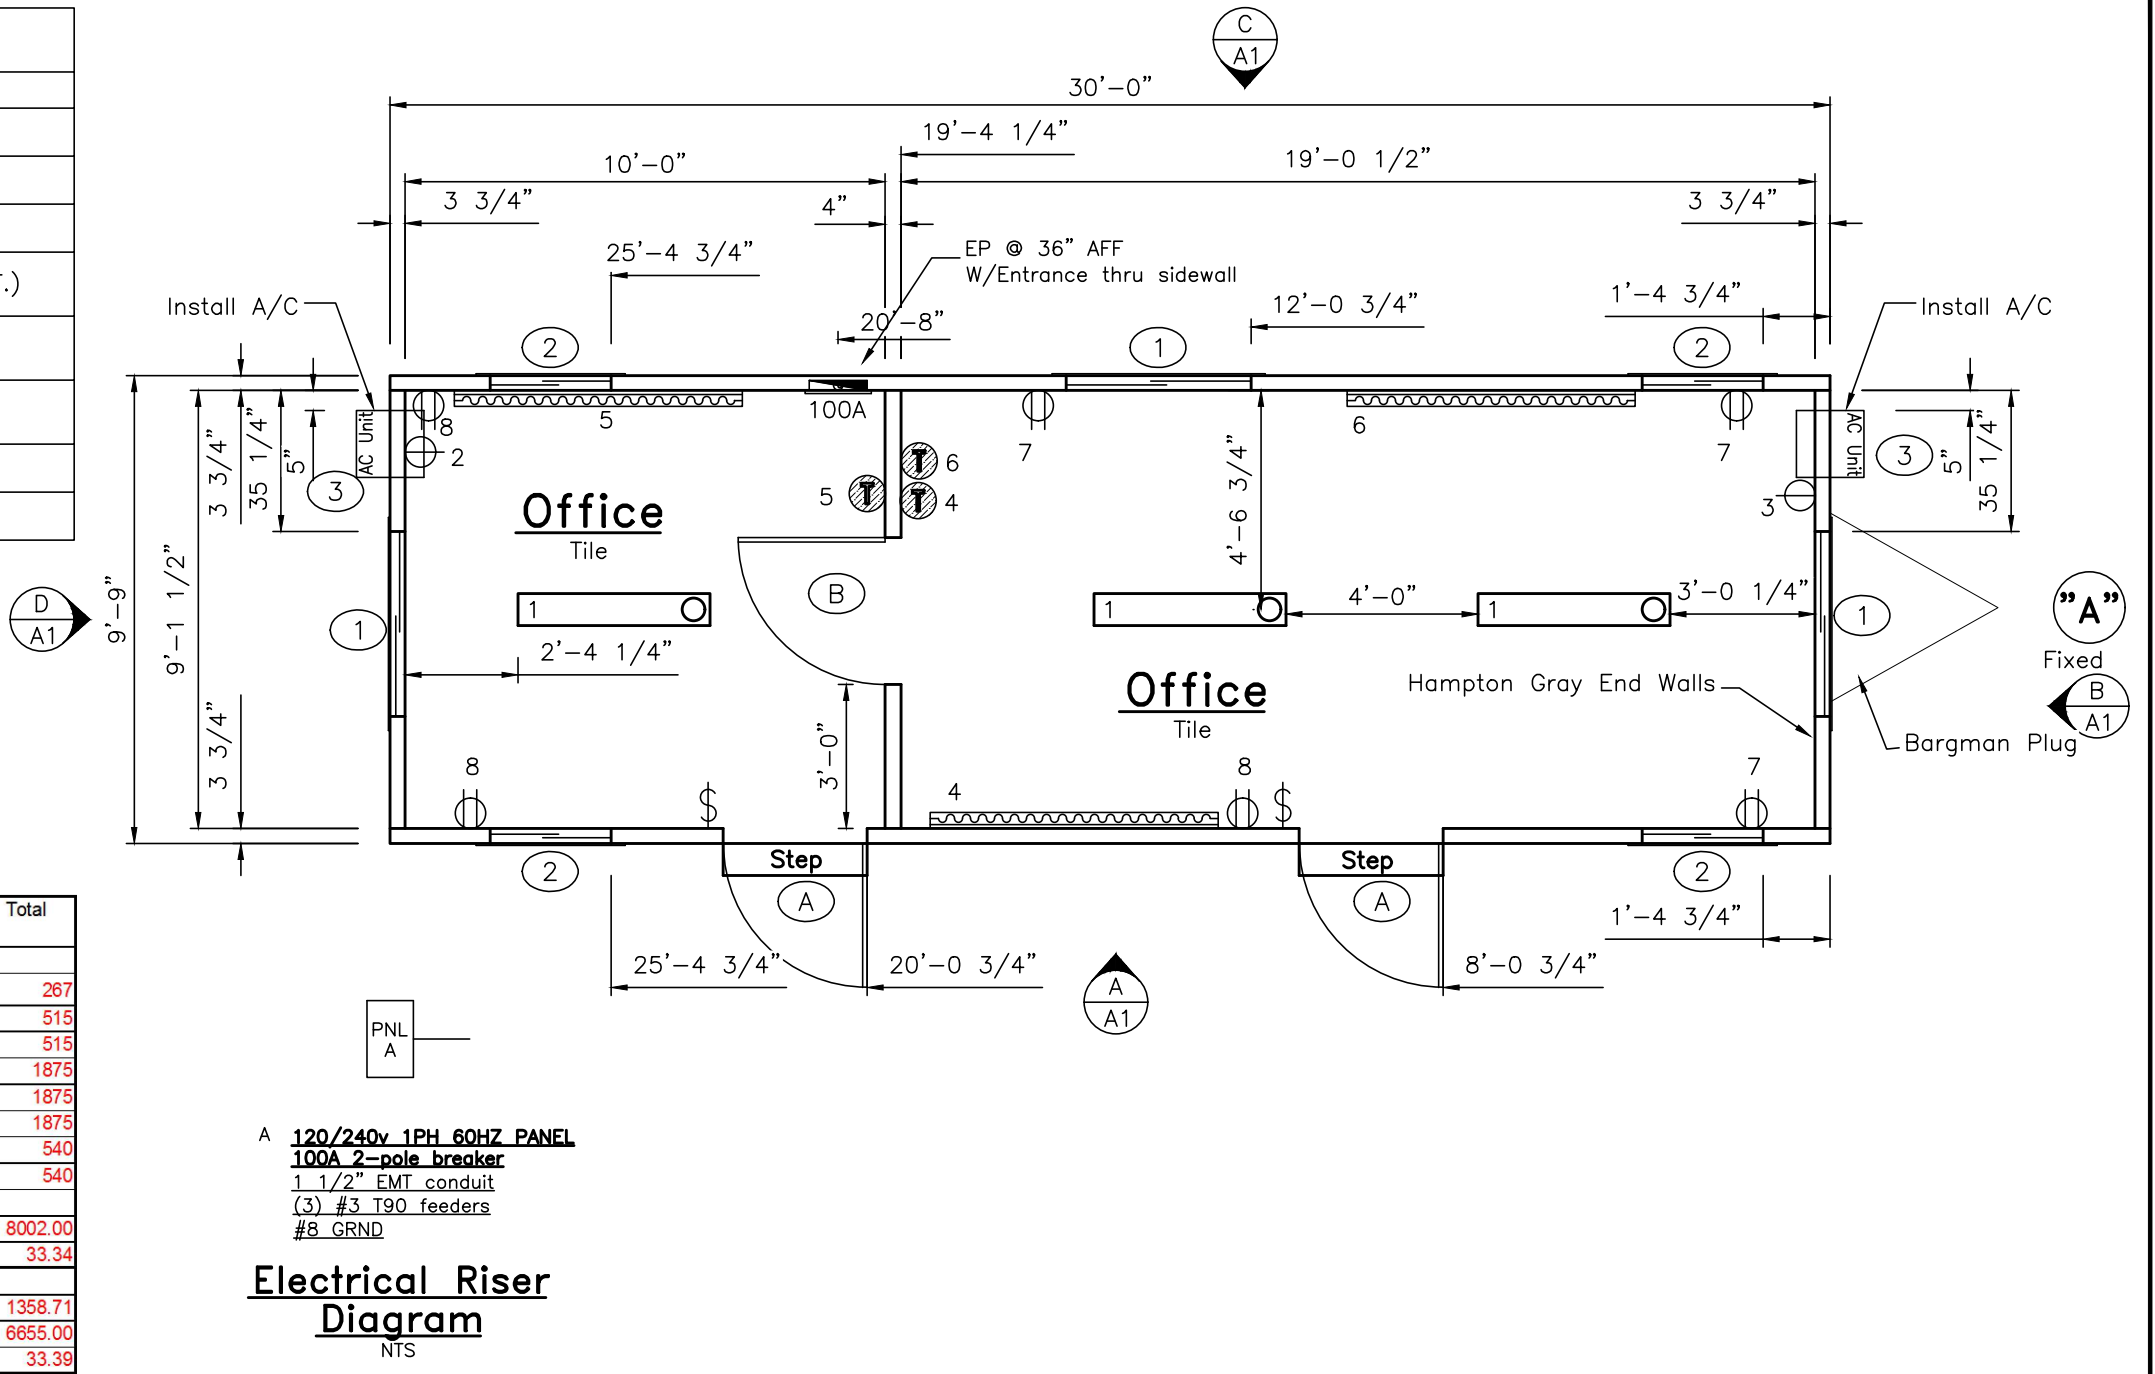 C
A1
30'-0"
19'-4 1/4"
10'-0"
19'-0 1/2"
3 3/4"
4"
3 3/4"
25'-4 3/4"
EP @ 36" AFF
W/Entrance thru sidewall
.)
Install A/C
20'-8"
12'-0 3/4"
1'-4 3/4"
Install A/C
2
1
2
100A
5
6
8
2
7
7
AC Unit
3
AC Unit
3
3 3/4"
35 1/4"
5"
5"
35 1/4"
6
5
4
3
4'-6 3/4"
Office
Tile
D
A1
9'-9"
9'-1 1/2"
1
1
B
1
4'-0"
1
3'-0 1/4"
1
"A"
Fixed
B
A1
2'-4 1/4"
Hampton Gray End Walls
Office
Tile
Bargman Plug
3 3/4"
3'-0"
8
$
4
8
$
7
Step
Step
2
A
A
2
1'-4 3/4"
25'-4 3/4"
20'-0 3/4"
8'-0 3/4"
A
A1
Total
267
515
515
1875
1875
1875
540
540
8002.00
33.34
1358.71
6655.00
33.39
PNL
A
A 120/240v 1PH 60HZ PANEL
100A 2-pole breaker
1 1/2" EMT conduit
(3) #3 T90 feeders
#8 GRND
Electrical Riser
Diagram
NTS